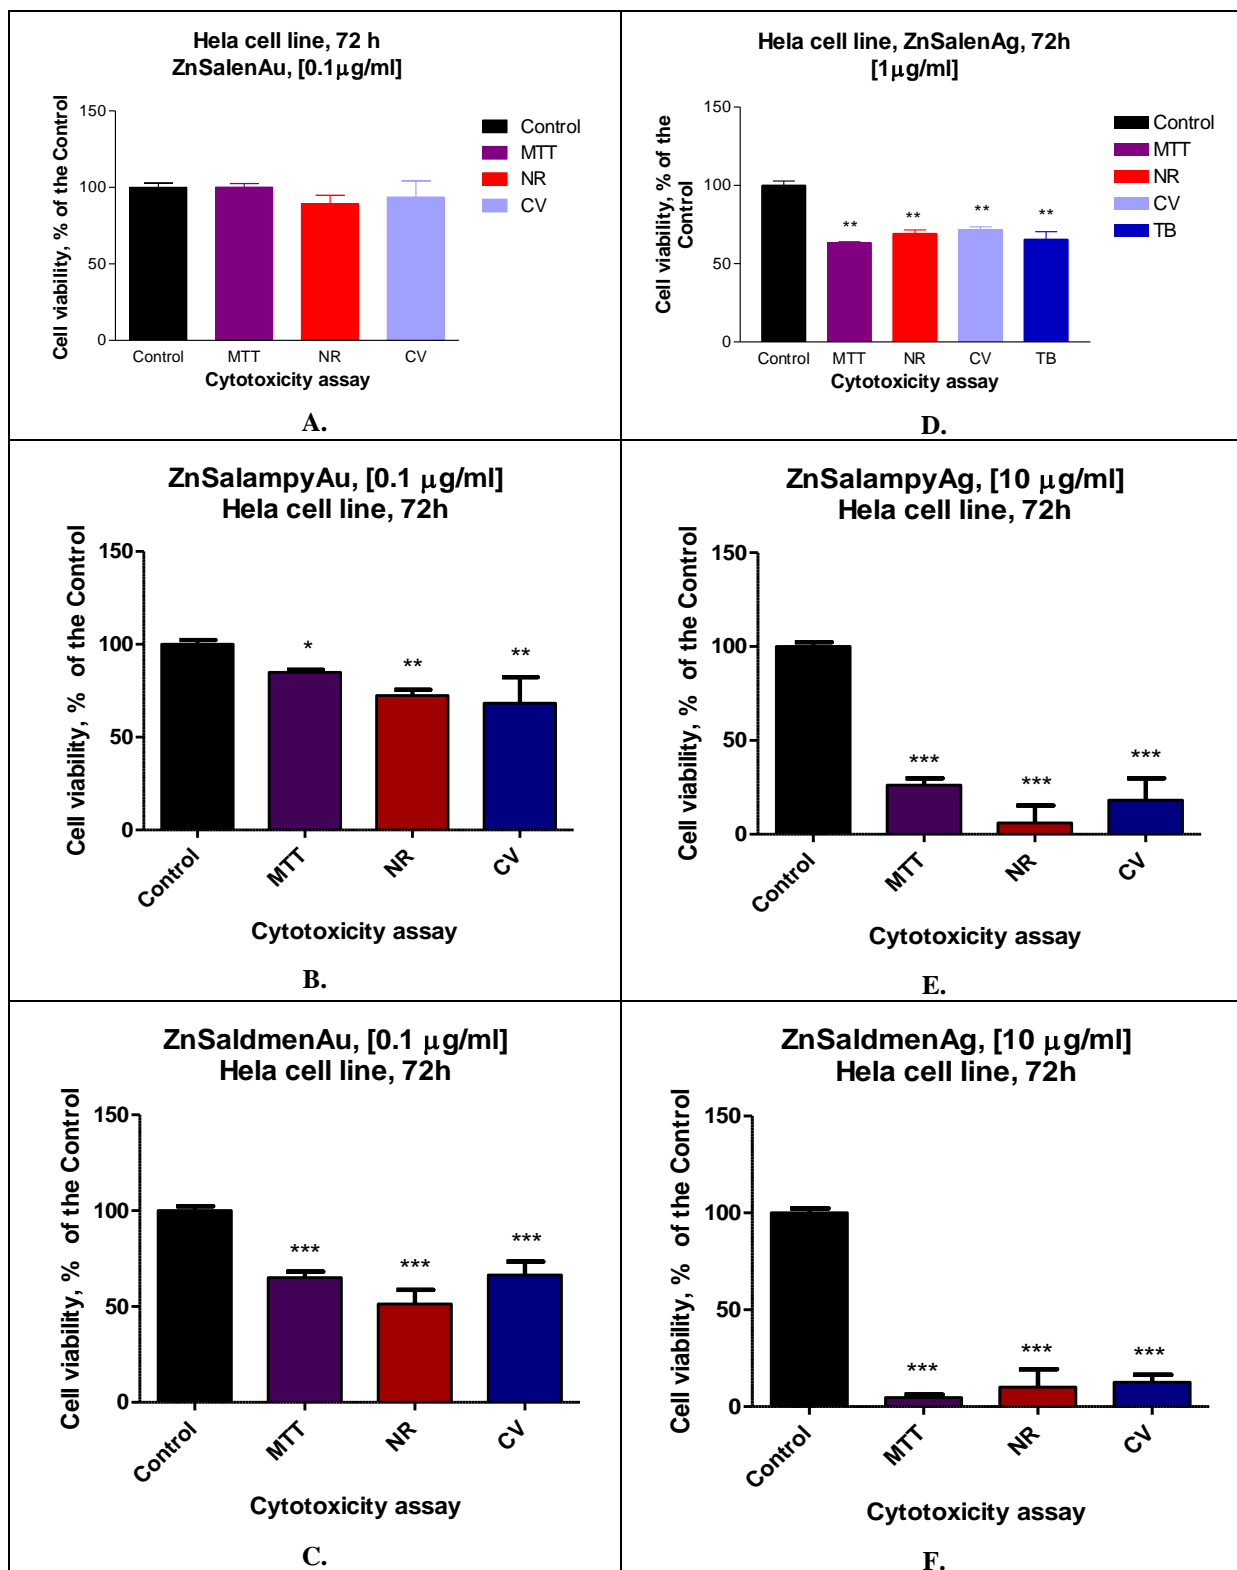 Hela cell line, 72 h
ZnSalenAu, [0.1µg/ml]
Cell viability, % of the Control
150
100
50
0
Control
MTT
NR
CV
Control MTT NR CV
Cytotoxicity assay
A.
Hela cell line, ZnSalenAg, 72h
[1µg/ml]
Cell viability, % of the
Control
150
100
50
0
** ** ** **
Control
MTT
NR
CV
TB
Control MTT NR CV TB
Cytotoxicity assay
D.
ZnSalampyAu, [0.1 µg/ml]
Hela cell line, 72h
Cell viability, % of the Control
150
100
50
0
* ** **
Control MTT NR CV
Cytotoxicity assay
B.
ZnSalampyAg, [10 µg/ml]
Hela cell line, 72h
Cell viability, % of the Control
150
100
50
0
*** *** ***
Control MTT NR CV
Cytotoxicity assay
E.
ZnSaldmenAu, [0.1 µg/ml]
Hela cell line, 72h
Cell viability, % of the Control
150
100
50
0
*** *** ***
Control MTT NR CV
Cytotoxicity assay
C.
ZnSaldmenAg, [10 µg/ml]
Hela cell line, 72h
Cell viability, % of the Control
150
100
50
0
*** *** ***
Control MTT NR CV
Cytotoxicity assay
F.